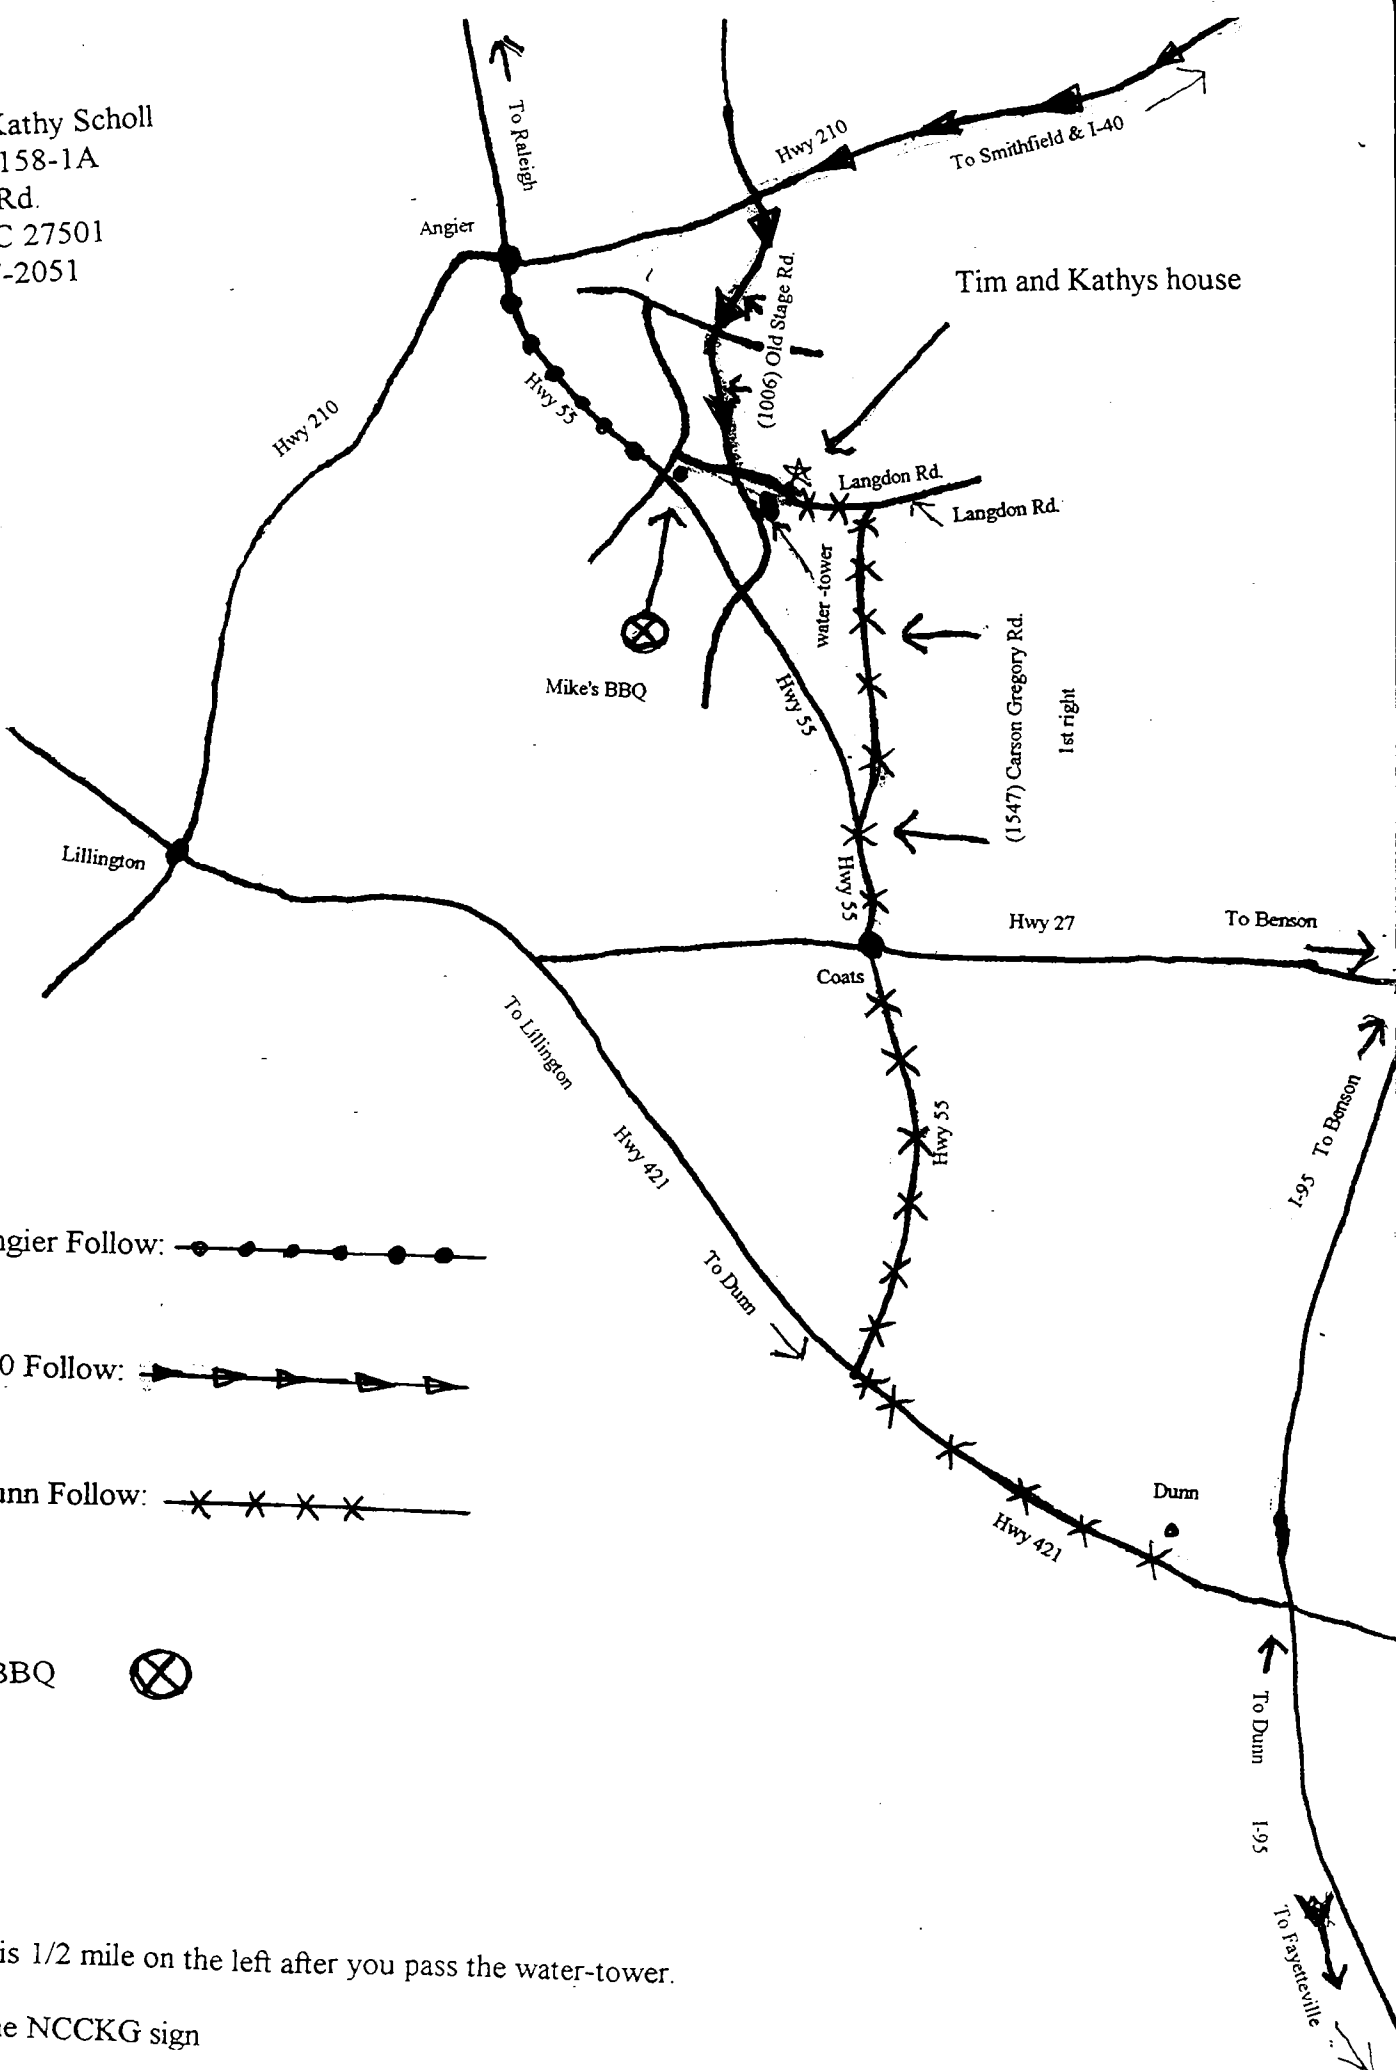 Kathy Scholl
158-1A
Rd.
C 27501
-2051
To Raleigh
Hwy 210
To Smithfield & I-40
Angier
Tim and Kathys house
(1006) Old Stage Rd.
Hwy 55
Hwy 210
Langdon Rd.
Langdon Rd.
water-tower
Mike's BBQ
(1547) Carson Gregory Rd.
1st right
Hwy 55
Lillington
Hwy 55
Hwy 27
To Benson
Coats
To Lillington
Hwy 421
Hwy 55
I-95 To Benson
ngier Follow:
To Dunn
0 Follow:
unn Follow:
Dunn
Hwy 421
BBQ
To Dunn
I-95
To Fayetteville
is 1/2 mile on the left after you pass the water-tower.
e NCCKG sign